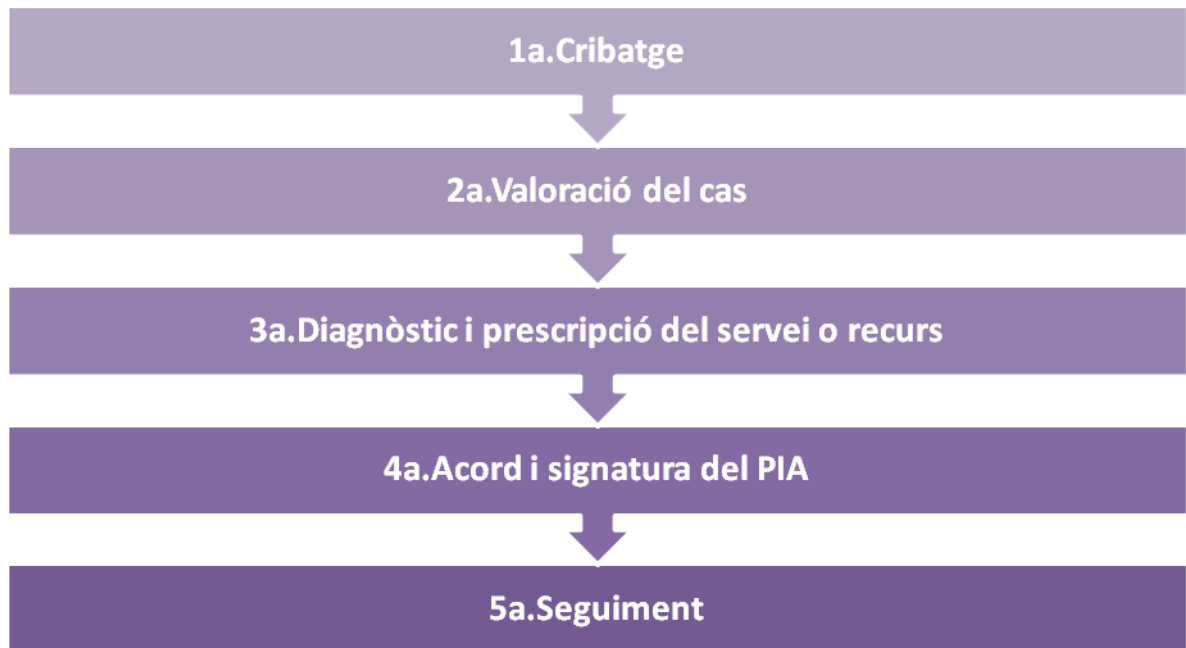 1a.Cribatge
2a.Valoració del cas
3a.Diagnòstic i prescripció del servei o recurs
4a.Acord i signatura del PIA
5a.Seguiment